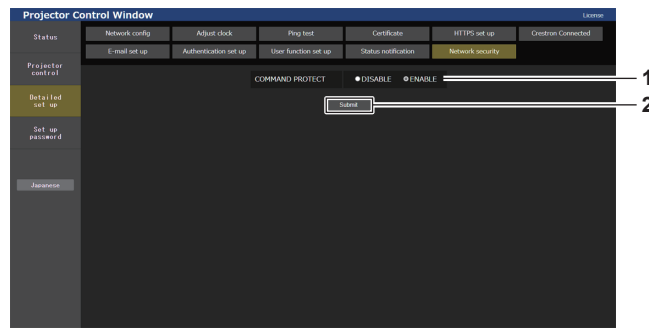 Projector Control Window
License
Status
Network config
Adjust clock
Ping test
Certificate
HTTPS set up
Crestron Connected
E-mail set up
Authentication set up
User function set up
Status notification
Network security
Projector
control
COMMAND PROTECT
DISABLE
ENABLE
1
Detailed
set up
Submit
2
Set up
password
Japanese